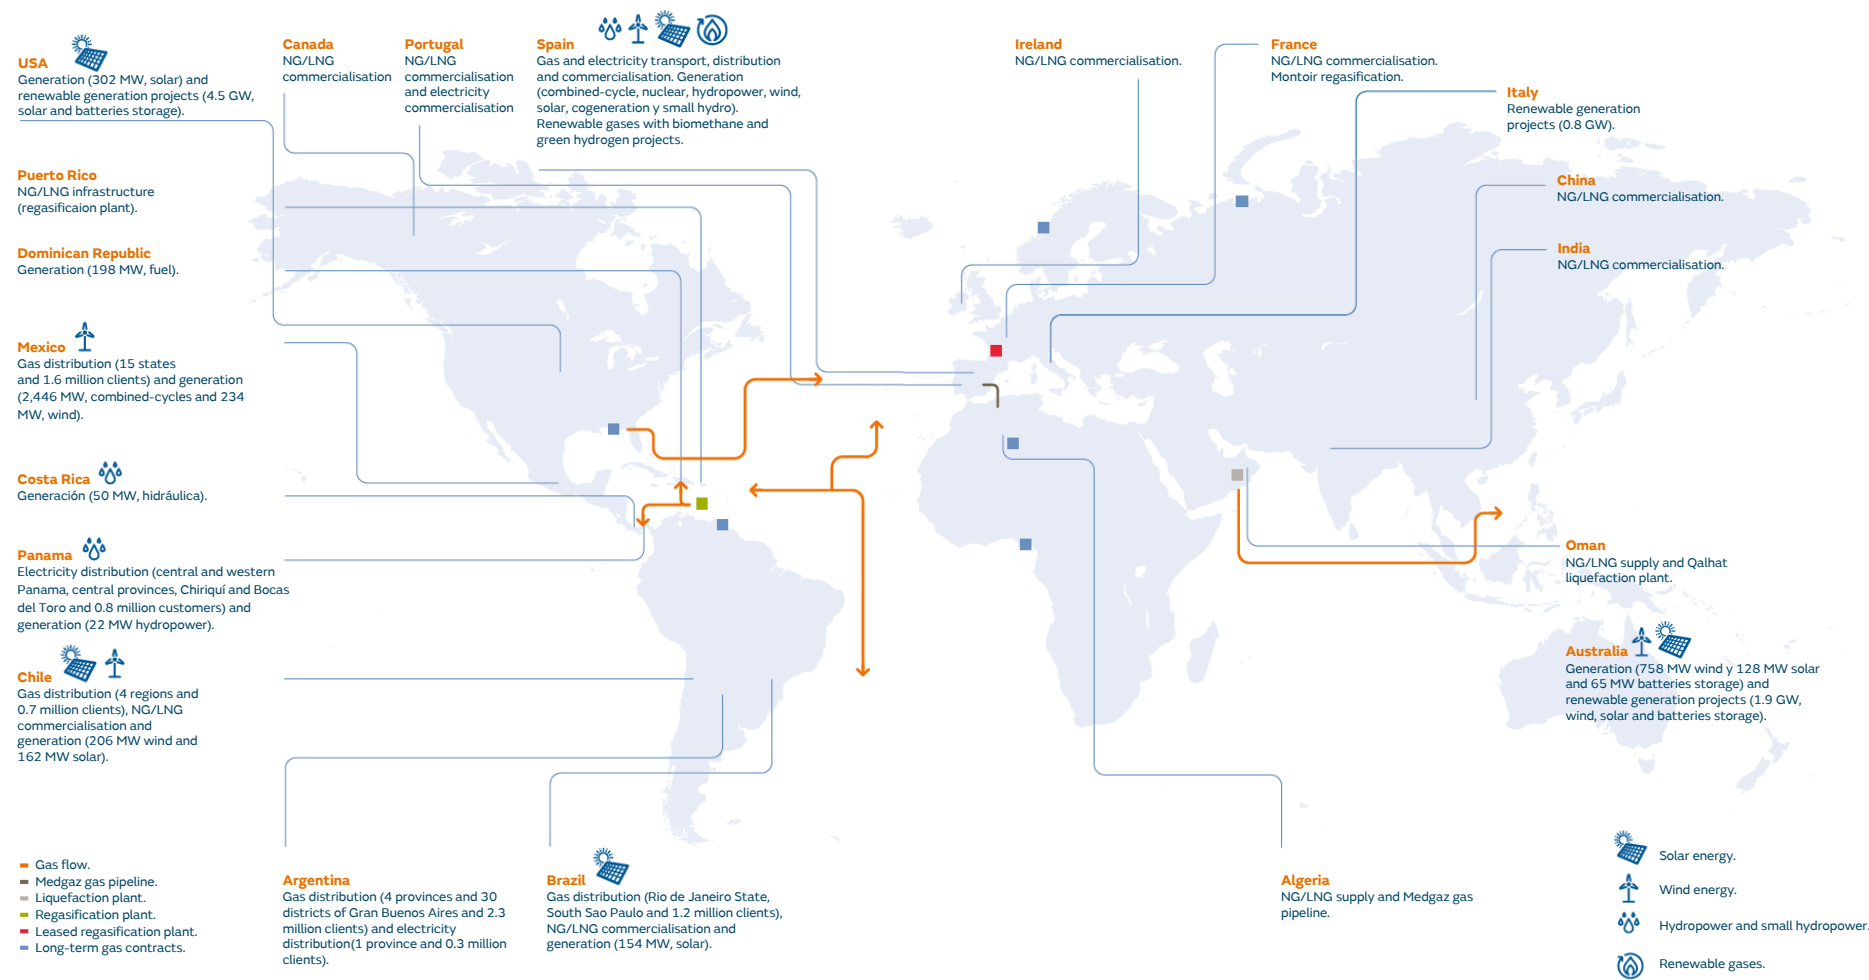 USA
Generation (302 MW, solar) and
renewable generation projects (4.5 GW,
solar and batteries storage).
Canada
NG/LNG
commercialisation
Portugal
NG/LNG
commercialisation
and electricity
commercialisation
Spain
Gas and electricity transport, distribution
and commercialisation. Generation
(combined-cycle, nuclear, hydropower, wind,
solar, cogeneration y small hydro).
Renewable gases with biomethane and
green hydrogen projects.
Ireland
NG/LNG commercialisation.
France
NG/LNG commercialisation.
Montoir regasification.
Italy
Renewable generation
projects (0.8 GW).
China
NG/LNG commercialisation.
India
NG/LNG commercialisation.
Puerto Rico
NG/LNG infrastructure
(regasificaion plant).
Dominican Republic
Generation (198 MW, fuel).
Mexico
Gas distribution (15 states
and 1.6 million clients) and generation
(2,446 MW, combined-cycles and 234
MW, wind).
Costa Rica
Generación (50 MW, hidráulica).
Panama
Electricity distribution (central and western
Panama, central provinces, Chiriquí and Bocas
del Toro and 0.8 million customers) and
generation (22 MW hydropower).
Chile
Gas distribution (4 regions and
0.7 million clients), NG/LNG
commercialisation and
generation (206 MW wind and
162 MW solar).
Oman
NG/LNG supply and Qalhat
liquefaction plant.
Australia
Generation (758 MW wind y 128 MW solar
and 65 MW batteries storage) and
renewable generation projects (1.9 GW,
wind, solar and batteries storage).
Gas flow.
Medgaz gas pipeline.
Liquefaction plant.
Regasification plant.
Leased regasification plant.
Long-term gas contracts.
Argentina
Gas distribution (4 provinces and 30
districts of Gran Buenos Aires and 2.3
million clients) and electricity
distribution(1 province and 0.3 million
clients).
Brazil
Gas distribution (Rio de Janeiro State,
South Sao Paulo and 1.2 million clients),
NG/LNG commercialisation and
generation (154 MW, solar).
Algeria
NG/LNG supply and Medgaz gas
pipeline.
Solar energy.
Wind energy.
Hydropower and small hydropower.
Renewable gases.